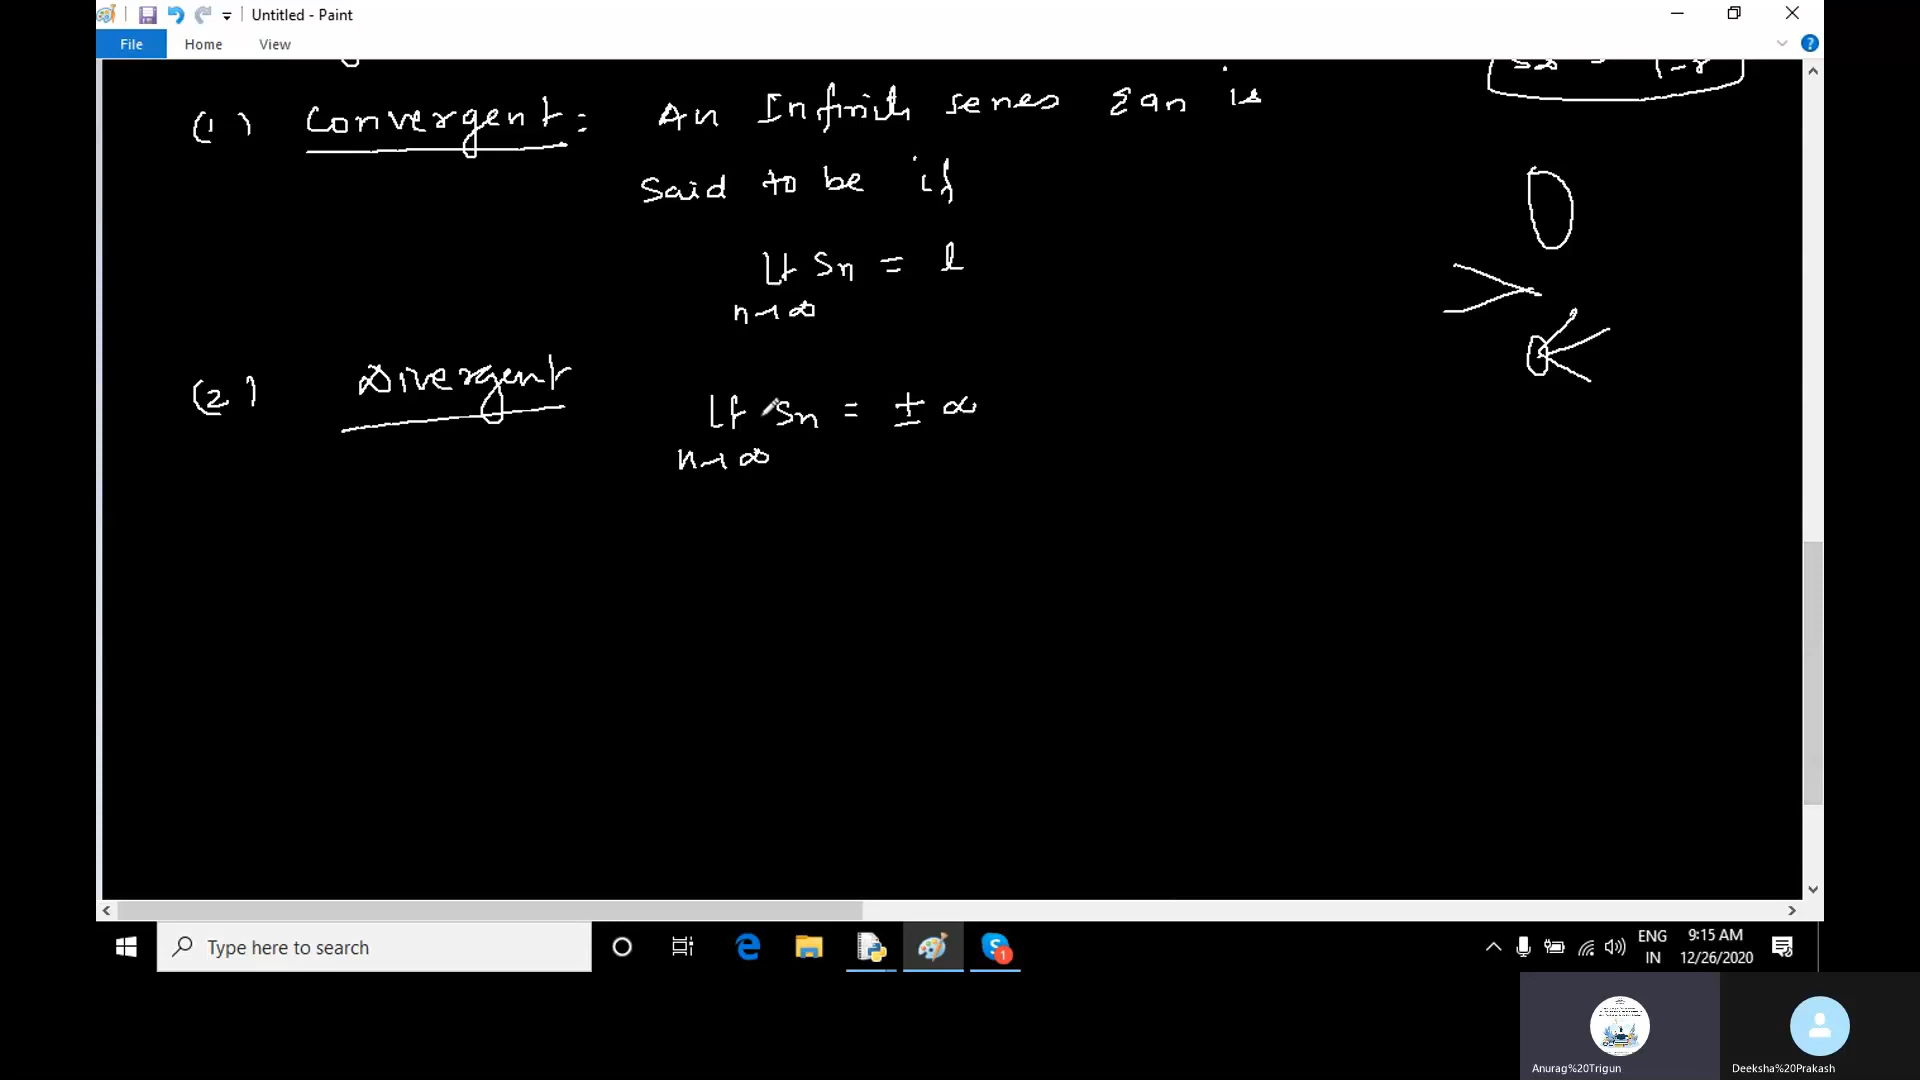 Untitled - Paint
File Home View
(1) Convergent: An Infinite series Σan is
said to be if
lt Sn = l
n→∞
(2) Divergent
lt Sn = ± ∞
n→∞
Type here to search
ENG
IN
9:15 AM
12/26/2020
1
Anurag%20Trigun
Deeksha%20Prakash